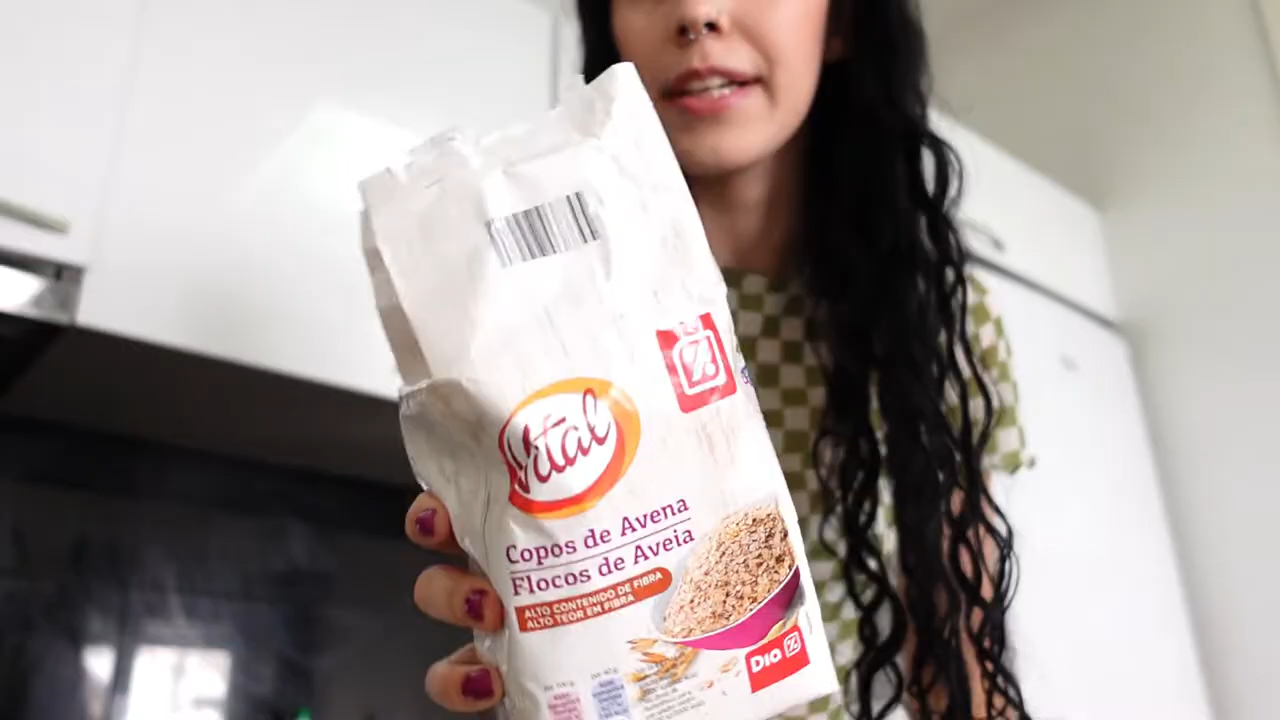 Vital
Copos de Avena
Flocos de Aveia
ALTO CONTENIDO DE FIBRA
ALTO TEOR EM FIBRA
DIA